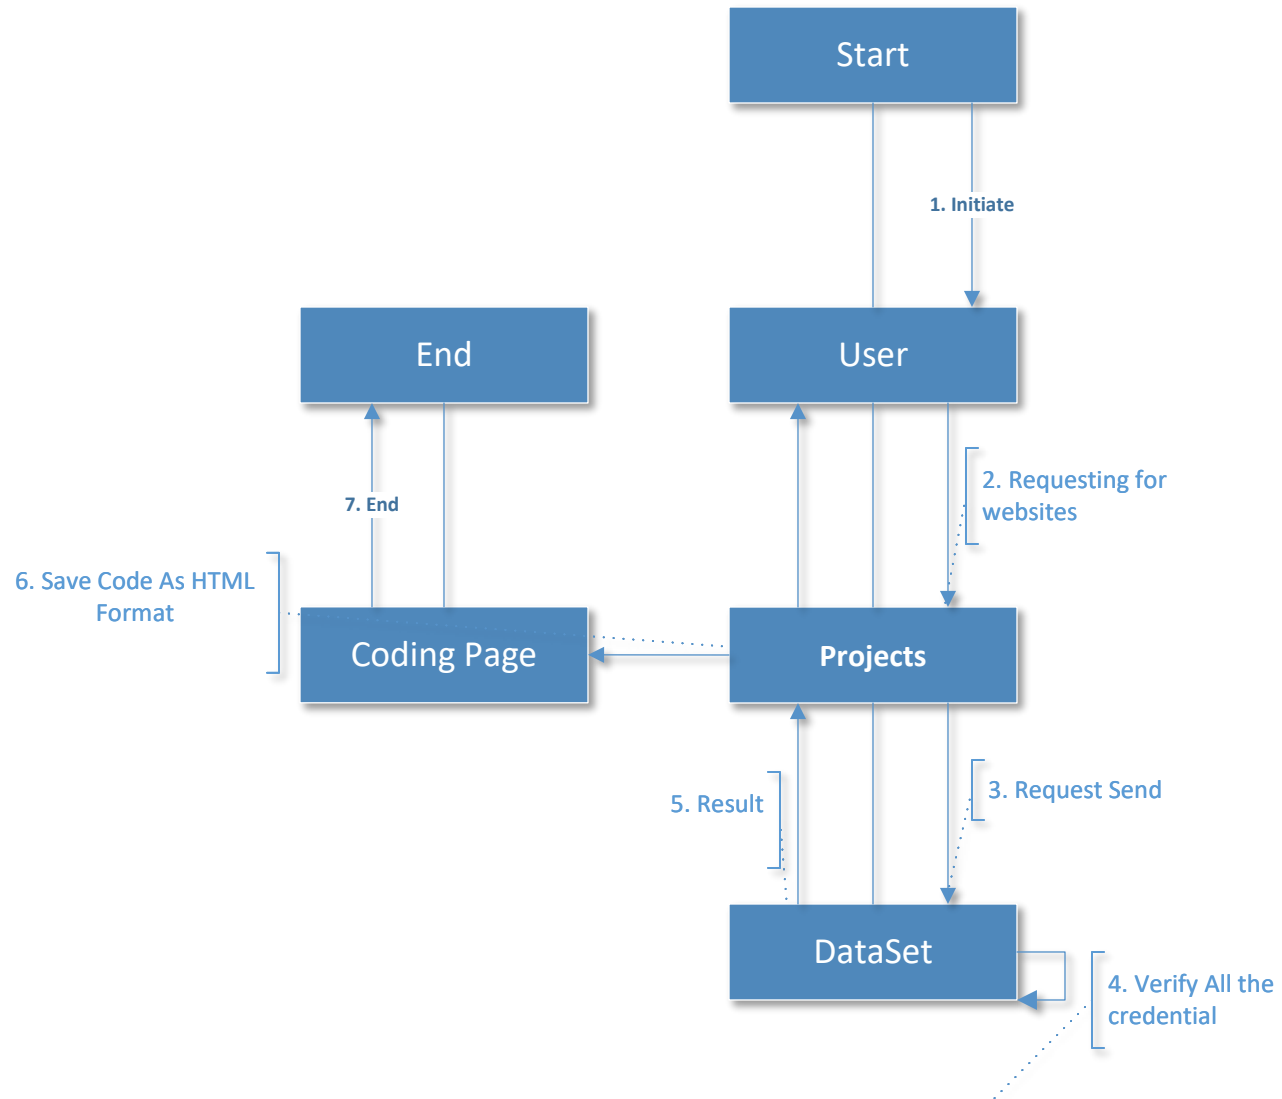 Start
1. Initiate
End
User
2. Requesting for
websites
7. End
6. Save Code As HTML
Format
Coding Page
Projects
5. Result
3. Request Send
DataSet
4. Verify All the
credential